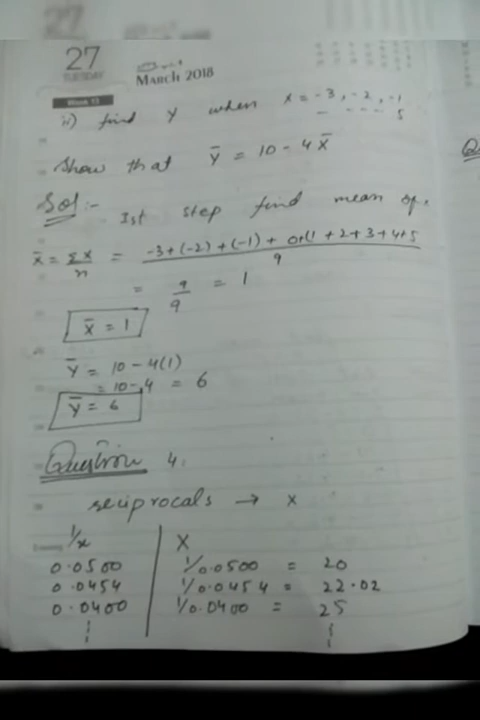 27
TUESDAY
MARCH 2018
Week 13
ii) find Y when x = -3, -2, -1
- - - - 5
Show that Ȳ = 10 - 4X̄
Sol:-
Ist step find mean of x
x̄ = Σx/n = -3+(-2)+(-1)+0+1+2+3+4+5/9
= 9/9 = 1
X̄ = 1
Ȳ = 10 - 4(1)
= 10 - 4 = 6
Ȳ = 6
Question 4:
reciprocals → x
1/x | X
0.0500 | 1/0.0500 = 20
0.0454 | 1/0.0454 = 22.02
0.0400 | 1/0.0400 = 25